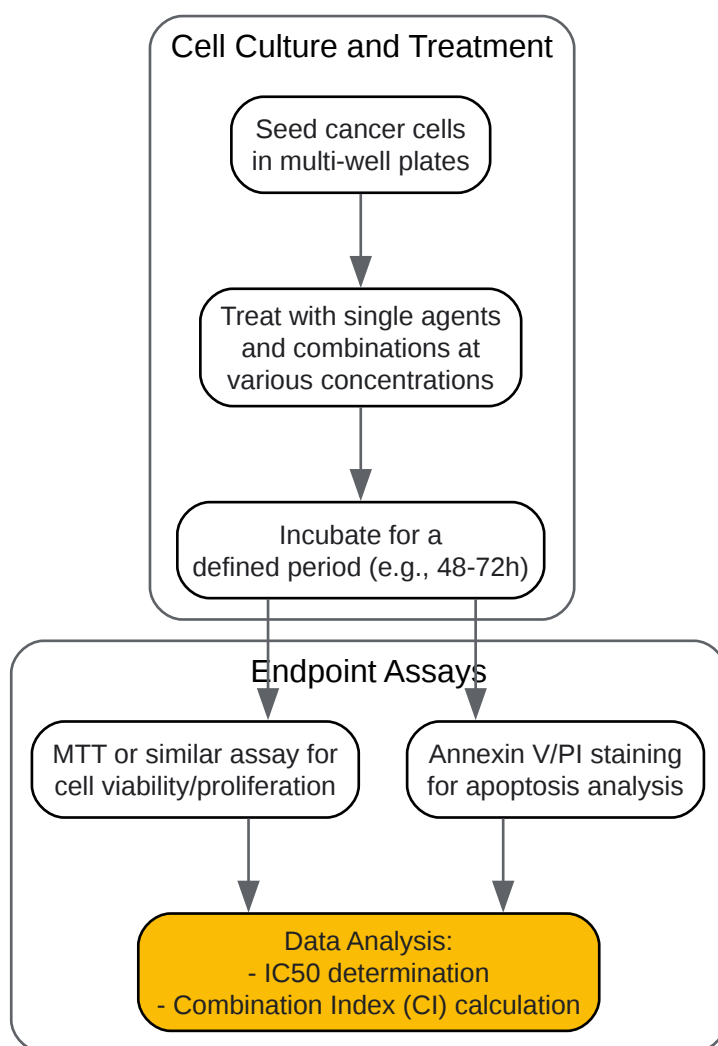 Cell Culture and Treatment
Seed cancer cells
in multi-well plates
Treat with single agents
and combinations at
various concentrations
Incubate for a
defined period (e.g., 48-72h)
Endpoint Assays
MTT or similar assay for
cell viability/proliferation
Annexin V/PI staining
for apoptosis analysis
Data Analysis:
- IC50 determination
- Combination Index (CI) calculation